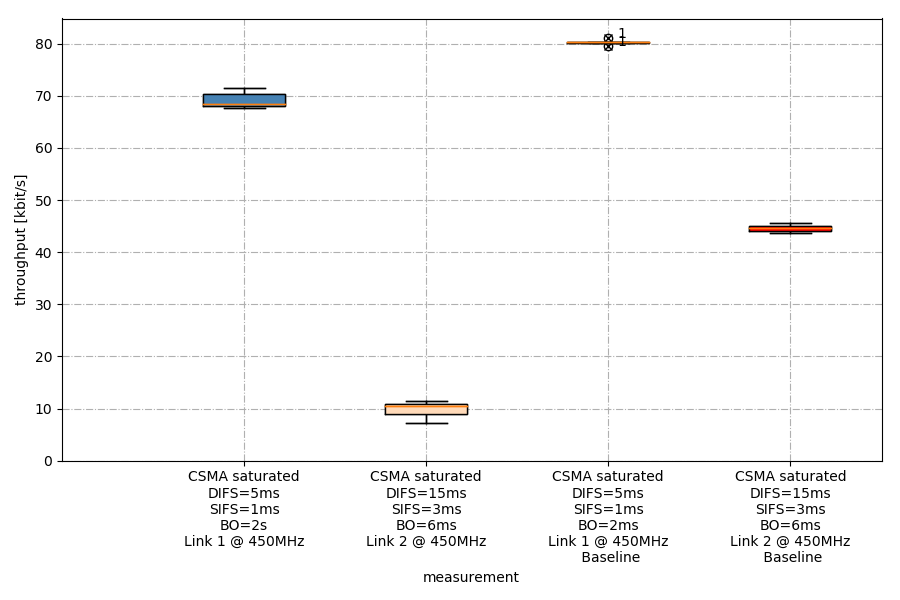 throughput [kbit/s]
80
70
60
50
40
30
20
10
0
1
1
CSMA saturated
DIFS=5ms
SIFS=1ms
BO=2s
Link 1 @ 450MHz
CSMA saturated
DIFS=15ms
SIFS=3ms
BO=6ms
Link 2 @ 450MHz
CSMA saturated
DIFS=5ms
SIFS=1ms
BO=2ms
Link 1 @ 450MHz
Baseline
CSMA saturated
DIFS=15ms
SIFS=3ms
BO=6ms
Link 2 @ 450MHz
Baseline
measurement